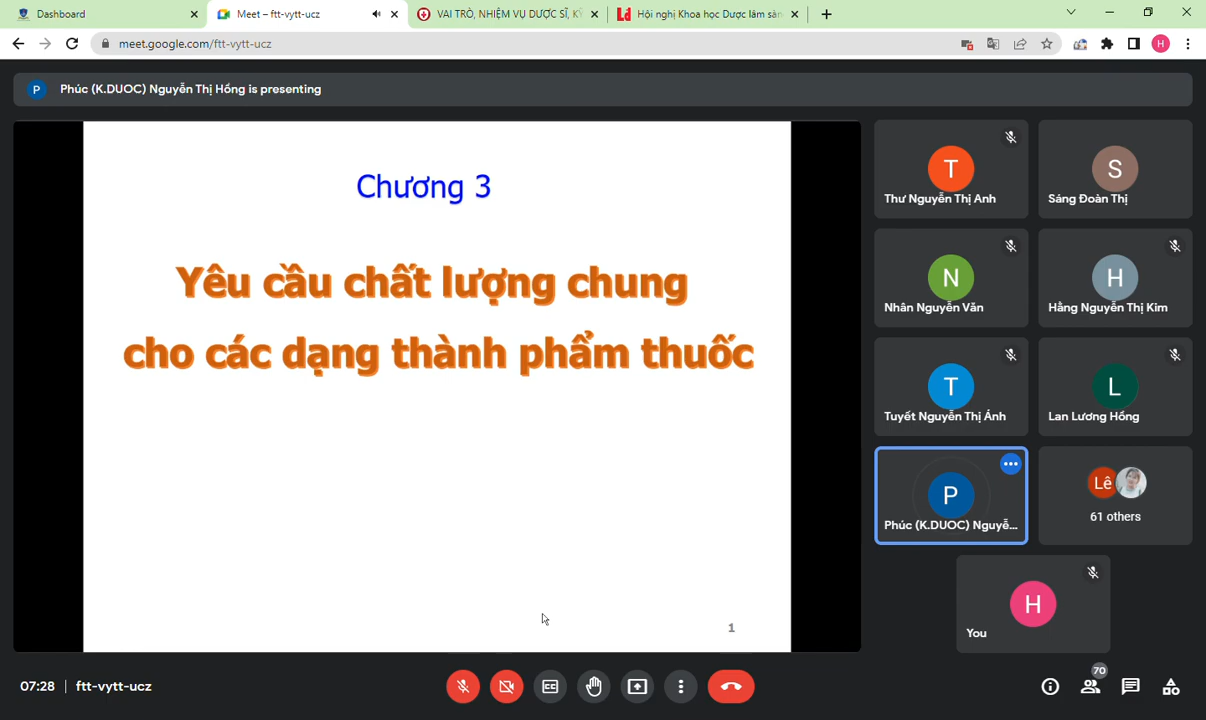 Dashboard
Meet – ftt-vytt-ucz
VAI TRÒ, NHIỆM VỤ DƯỢC SĨ, KỸ
Hội nghị Khoa học Dược lâm sàn
meet.google.com/ftt-vytt-ucz
H
P
Phúc (K.DUOC) Nguyễn Thị Hồng is presenting
Chương 3
Yêu cầu chất lượng chung
cho các dạng thành phẩm thuốc
1
T
Thư Nguyễn Thị Anh
S
Sáng Đoàn Thị
N
Nhân Nguyễn Văn
H
Hằng Nguyễn Thị Kim
T
Tuyết Nguyễn Thị Ánh
L
Lan Lương Hồng
P
Phúc (K.DUOC) Nguyễ...
Lê
61 others
H
You
07:28 | ftt-vytt-ucz
CC
70